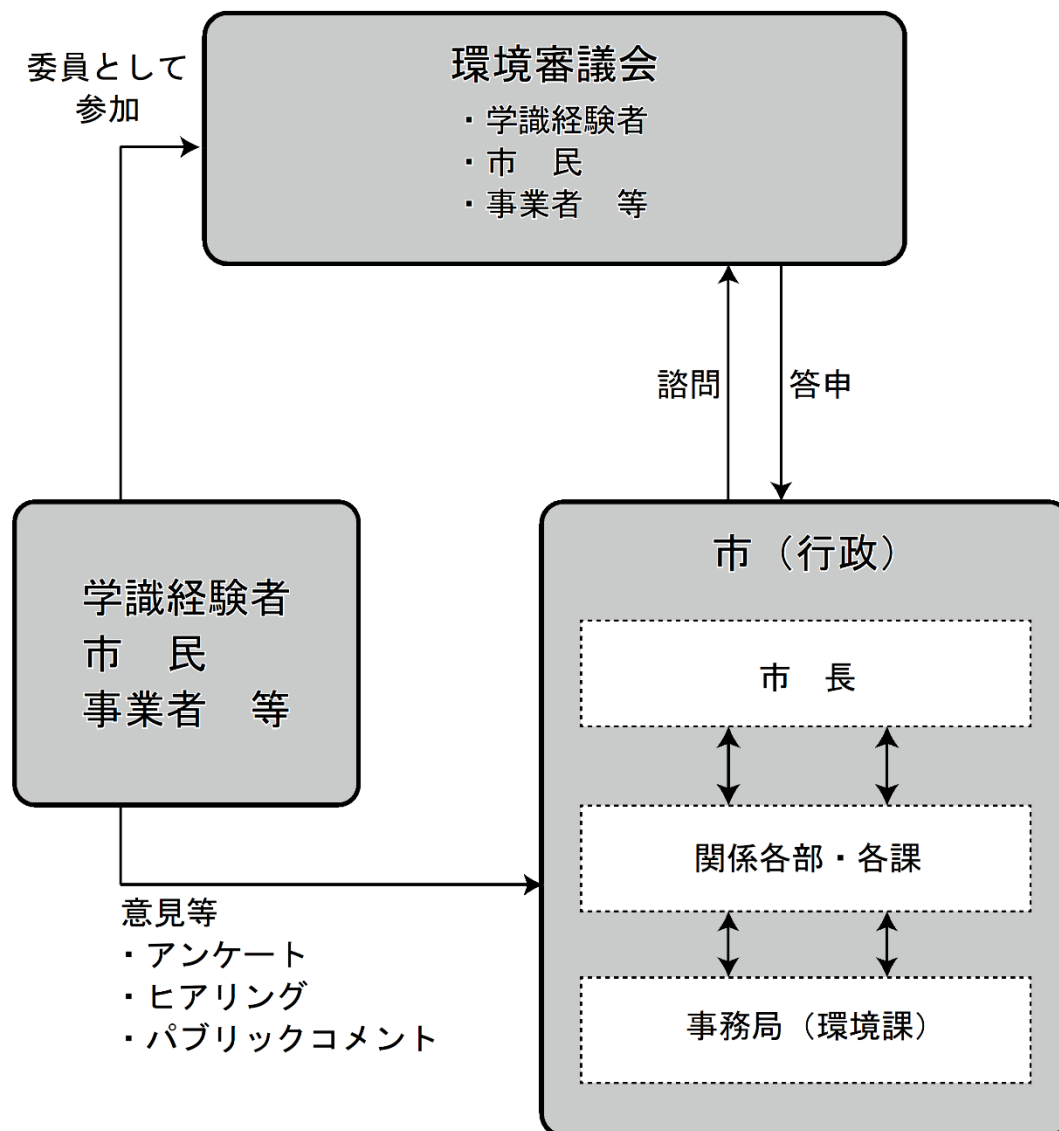 委員として
参加
環境審議会
・学識経験者
・市　民
・事業者　等
諮問
答申
学識経験者
市　民
事業者　等
市（行政）
市　長
関係各部・各課
事務局（環境課）
意見等
・アンケート
・ヒアリング
・パブリックコメント